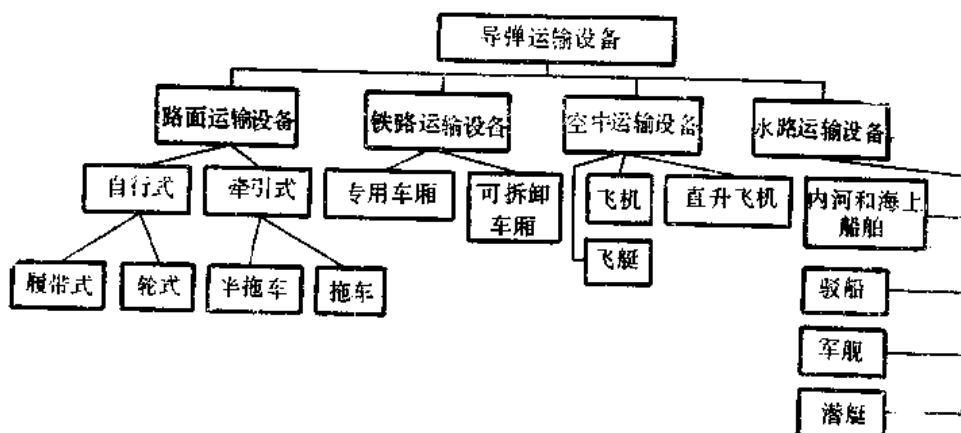 导弹运输设备
路面运输设备
铁路运输设备
空中运输设备
水路运输设备
自行式
牵引式
专用车厢
可拆卸
车厢
飞机
直升飞机
内河和海上
船舶
履带式
轮式
半拖车
拖车
飞艇
驳船
军舰
潜艇